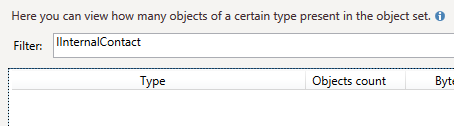 Here you can view how many objects of a certain type present in the object set.
Filter: IInternalContact
Type Objects count Byte